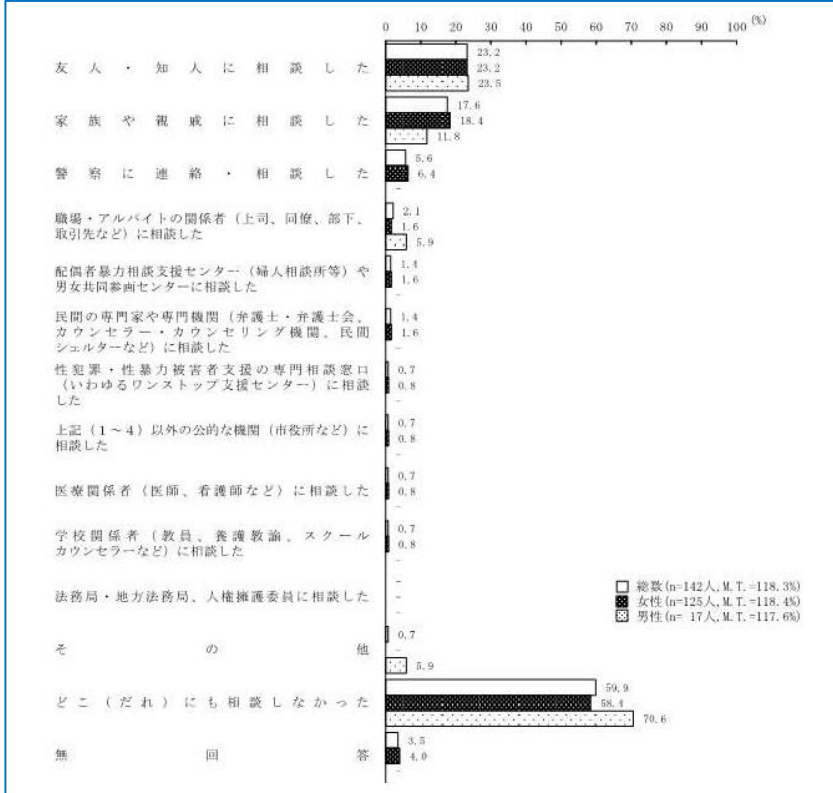 0 10 20 30 40 50 60 70 80 90 100 (%)
友人・知人に相談した
23.2
23.2
23.5
家族や親戚に相談した
17.6
18.4
11.8
警察に連絡・相談した
5.6
6.4
-
職場・アルバイトの関係者(上司、同僚、部下、
取引先など)に相談した
2.1
1.6
5.9
配偶者暴力相談支援センター(婦人相談所等)や
男女共同参画センターに相談した
1.4
1.6
-
民間の専門家や専門機関(弁護士・弁護士会、
カウンセラー・カウンセリング機関、民間
シェルターなど)に相談した
1.4
1.6
-
性犯罪・性暴力被害者支援の専門相談窓口
(いわゆるワンストップ支援センター)に相談
した
0.7
0.8
-
上記(1~4)以外の公的な機関(市役所など)に
相談した
0.7
0.8
-
医療関係者(医師、看護師など)に相談した
0.7
0.8
-
学校関係者(教員、養護教諭、スクール
カウンセラーなど)に相談した
0.7
0.8
-
法務局・地方法務局、人権擁護委員に相談した
-
-
-
その他
0.7
-
5.9
どこ(だれ)にも相談しなかった
59.9
58.4
70.6
無回答
3.5
4.0
-
総数(n=142人,M.T.=118.3%)
女性(n=125人,M.T.=118.4%)
男性(n= 17人,M.T.=117.6%)